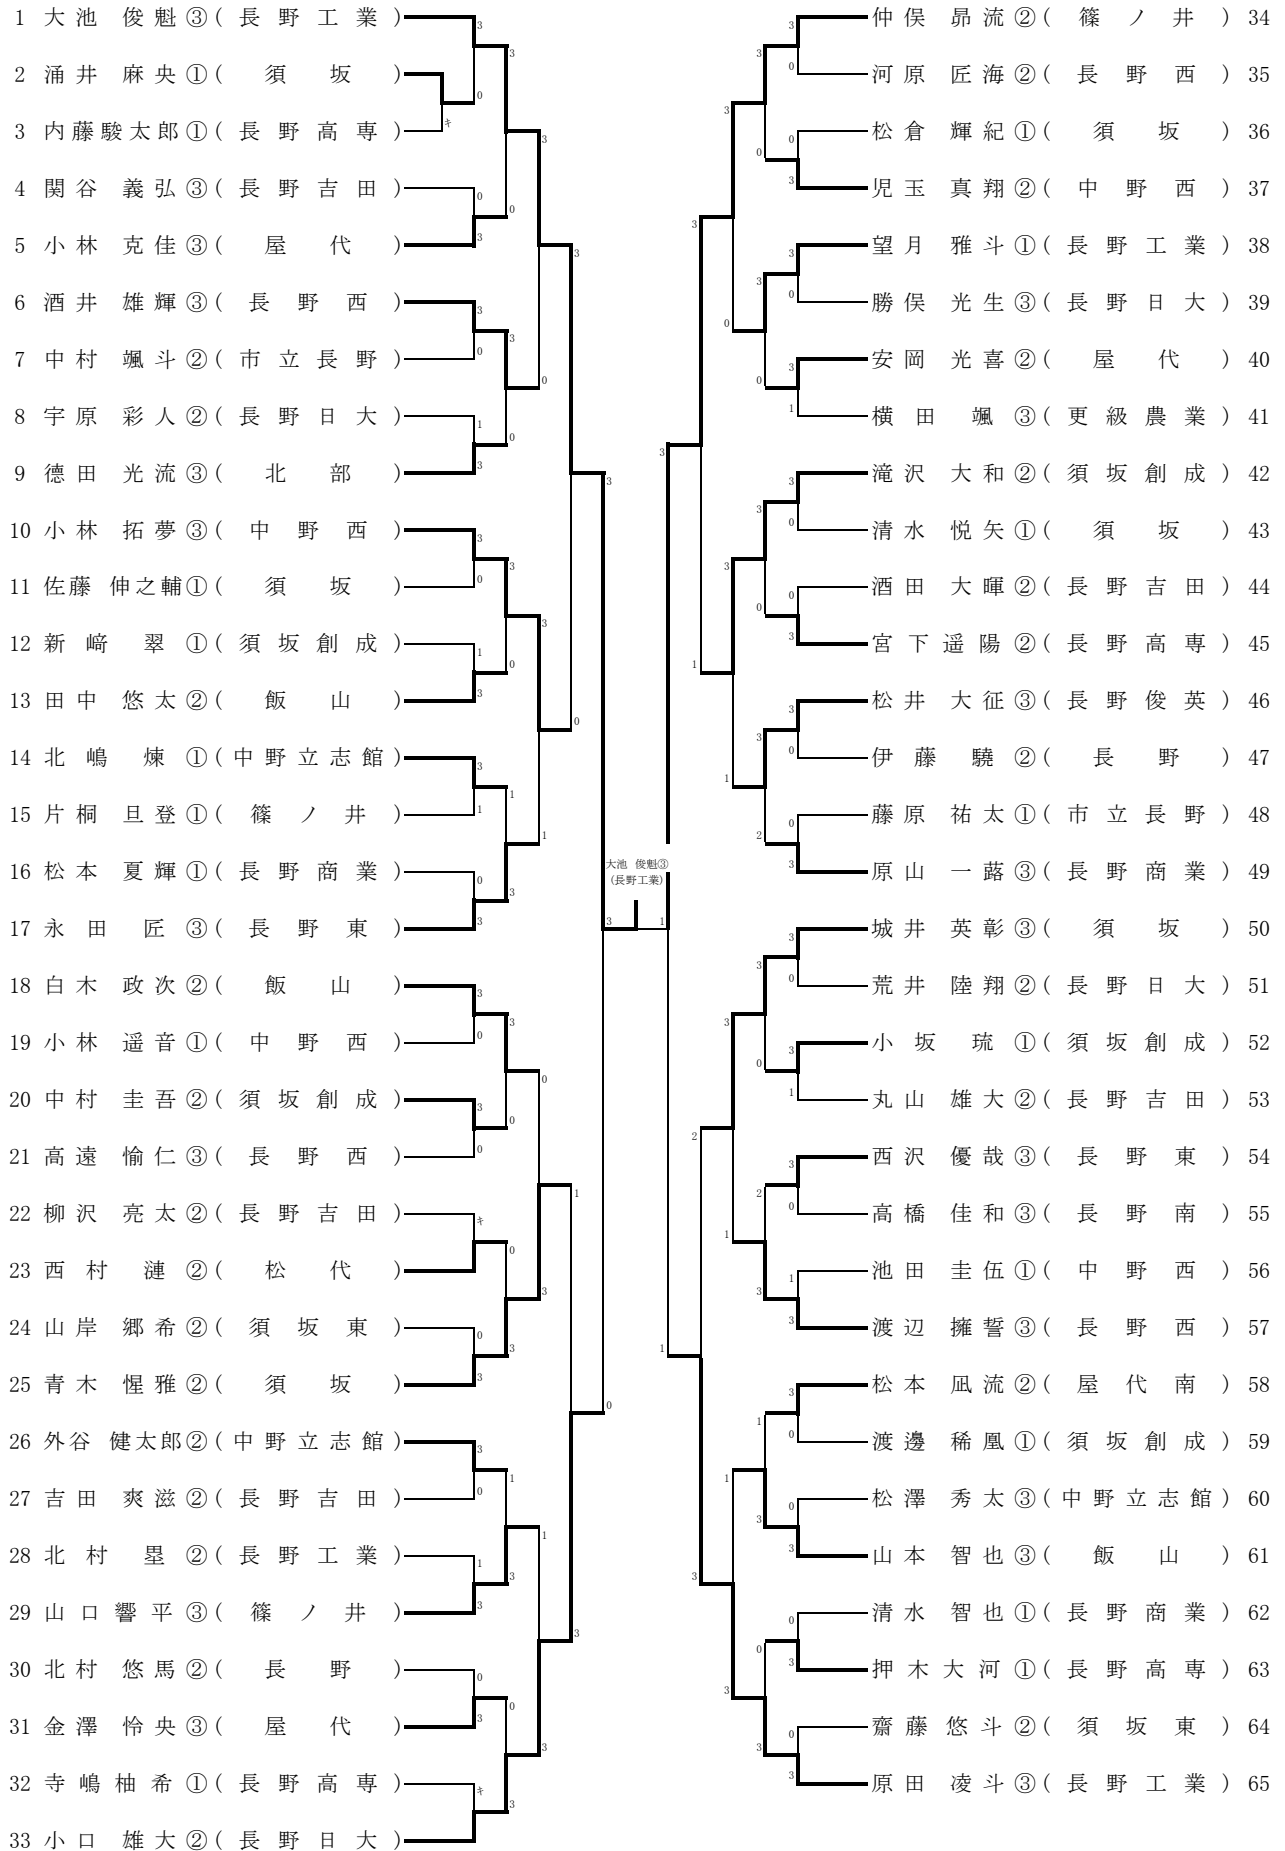 1 大池 俊魁 ③ ( 長野工業 )
2 涌井 麻央 ① ( 須坂 )
3 内藤駿太郎 ① ( 長野高専 )
4 関谷 義弘 ③ ( 長野吉田 )
5 小林 克佳 ③ ( 屋代 )
6 酒井 雄輝 ③ ( 長野西 )
7 中村 颯斗 ② ( 市立長野 )
8 宇原 彩人 ② ( 長野日大 )
9 德田 光流 ③ ( 北部 )
10 小林 拓夢 ③ ( 中野西 )
11 佐藤 伸之輔 ① ( 須坂 )
12 新﨑 翠 ① ( 須坂創成 )
13 田中 悠太 ② ( 飯山 )
14 北嶋 煉 ① ( 中野立志館 )
15 片桐 旦登 ① ( 篠ノ井 )
16 松本 夏輝 ① ( 長野商業 )
17 永田 匠 ③ ( 長野東 )
18 白木 政次 ② ( 飯山 )
19 小林 遥音 ① ( 中野西 )
20 中村 圭吾 ② ( 須坂創成 )
21 高遠 愉仁 ③ ( 長野西 )
22 柳沢 亮太 ② ( 長野吉田 )
23 西村 漣 ② ( 松代 )
24 山岸 郷希 ② ( 須坂東 )
25 青木 惺雅 ② ( 須坂 )
26 外谷 健太郎 ② ( 中野立志館 )
27 吉田 爽滋 ② ( 長野吉田 )
28 北村 塁 ② ( 長野工業 )
29 山口響平 ③ ( 篠ノ井 )
30 北村 悠馬 ② ( 長野 )
31 金澤 怜央 ③ ( 屋代 )
32 寺嶋柚希 ① ( 長野高専 )
33 小口 雄大 ② ( 長野日大 )
大池 俊魁③
(長野工業)
仲俣 昴流 ② ( 篠ノ井 ) 34
河原 匠海 ② ( 長野西 ) 35
松倉 輝紀 ① ( 須坂 ) 36
児玉 真翔 ② ( 中野西 ) 37
望月 雅斗 ① ( 長野工業 ) 38
勝俣 光生 ③ ( 長野日大 ) 39
安岡 光喜 ② ( 屋代 ) 40
横田 颯 ③ ( 更級農業 ) 41
滝沢 大和 ② ( 須坂創成 ) 42
清水 悦矢 ① ( 須坂 ) 43
酒田 大暉 ② ( 長野吉田 ) 44
宮下遥陽 ② ( 長野高専 ) 45
松井 大征 ③ ( 長野俊英 ) 46
伊藤 驍 ② ( 長野 ) 47
藤原 祐太 ① ( 市立長野 ) 48
原山 一蕗 ③ ( 長野商業 ) 49
城井 英彰 ③ ( 須坂 ) 50
荒井 陸翔 ② ( 長野日大 ) 51
小坂 琉 ① ( 須坂創成 ) 52
丸山 雄大 ② ( 長野吉田 ) 53
西沢 優哉 ③ ( 長野東 ) 54
高橋 佳和 ③ ( 長野南 ) 55
池田 圭伍 ① ( 中野西 ) 56
渡辺 擁誓 ③ ( 長野西 ) 57
松本 凪流 ② ( 屋代南 ) 58
渡邊 稀凰 ① ( 須坂創成 ) 59
松澤 秀太 ③ ( 中野立志館 ) 60
山本 智也 ③ ( 飯山 ) 61
清水 智也 ① ( 長野商業 ) 62
押木大河 ① ( 長野高専 ) 63
齋藤悠斗 ② ( 須坂東 ) 64
原田 凌斗 ③ ( 長野工業 ) 65